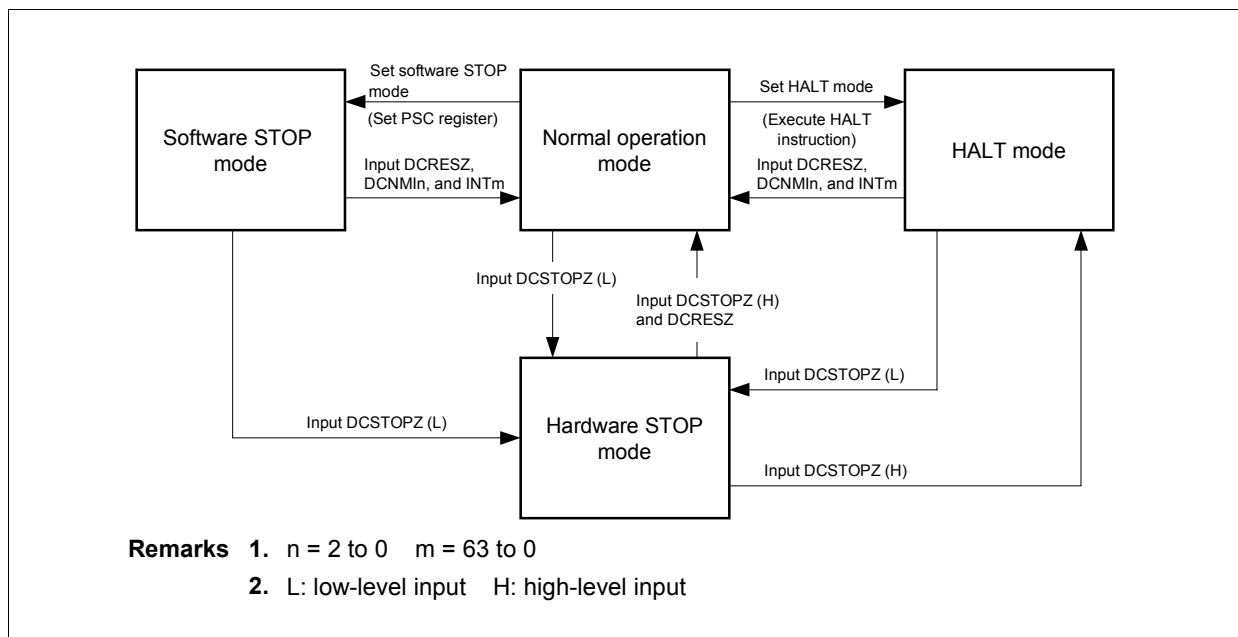 Set software STOP
mode
(Set PSC register)
Set HALT mode
(Execute HALT
instruction)
Software STOP
mode
Normal operation
mode
HALT mode
Input DCRESZ,
DCNMIn, and INTm
Input DCRESZ,
DCNMIn, and INTm
Input DCSTOPZ (L)
Input DCSTOPZ (H)
and DCRESZ
Input DCSTOPZ (L)
Input DCSTOPZ (L)
Hardware STOP
mode
Input DCSTOPZ (H)
Remarks 1. n = 2 to 0 m = 63 to 0
2. L: low-level input H: high-level input